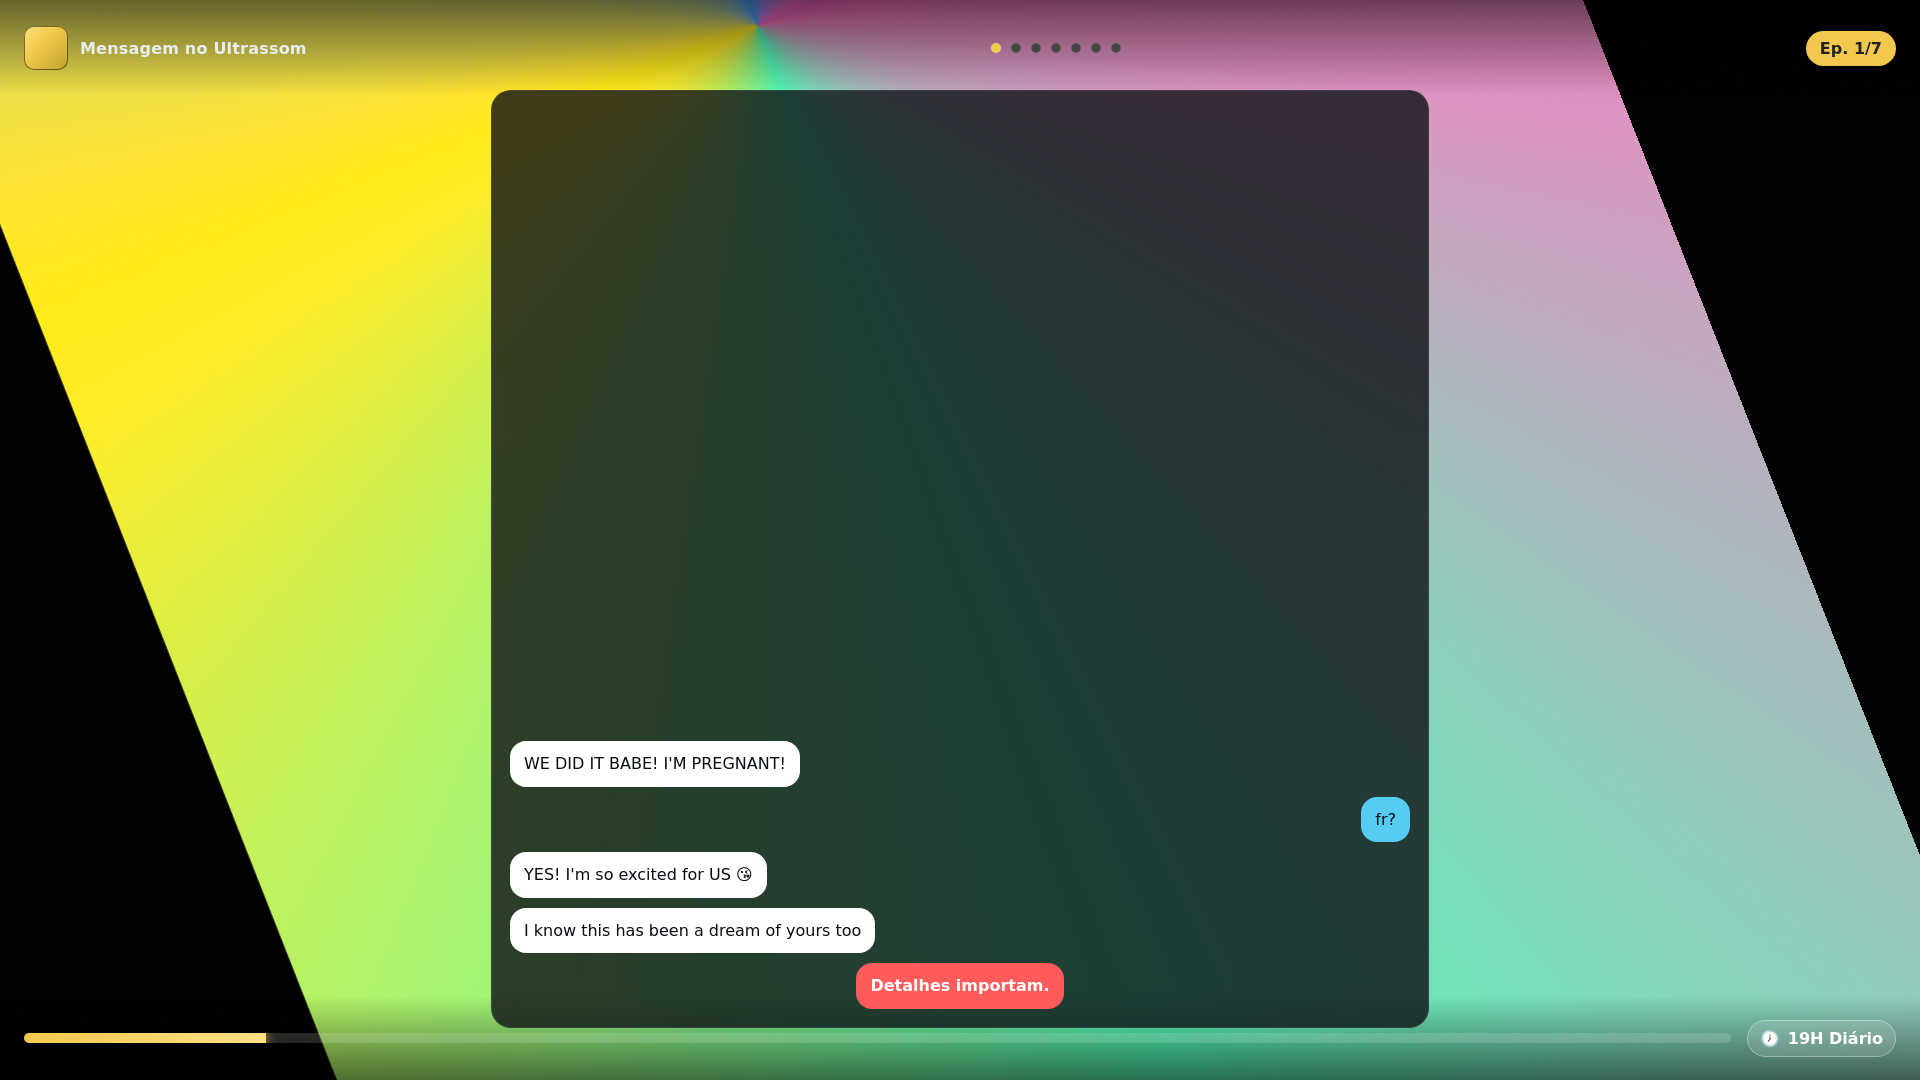 Mensagem no Ultrassom
Ep. 1/7
WE DID IT BABE! I'M PREGNANT!
fr?
YES! I'm so excited for US 😘
I know this has been a dream of yours too
Detalhes importam.
🕖 19H Diário